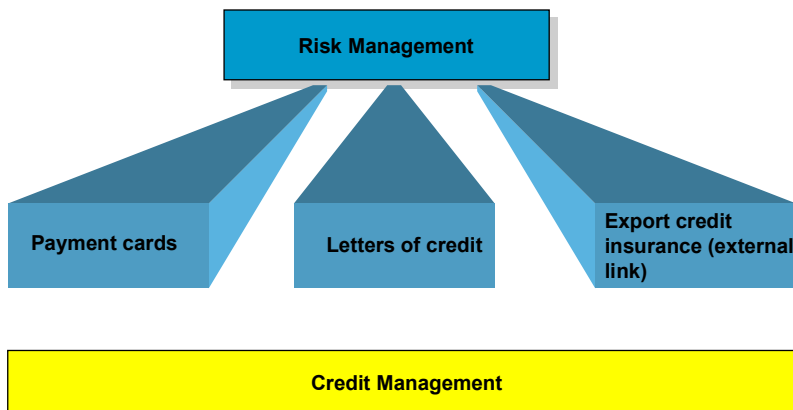 Risk Management
Payment cards
Letters of credit
Export credit
insurance (external
link)
Credit Management